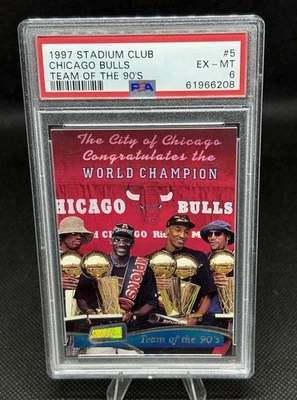 1997 STADIUM CLUB #5
CHICAGO BULLS EX - MT
TEAM OF THE 90'S 6
PSA 61966208
The City of Chicago
Congratulates the
WORLD CHAMPION
HICAGO BULLS
CHICAGO
Team of the 90's